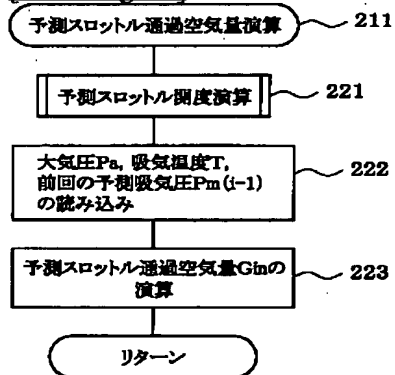 予測スロットル通過空気量演算
211
予測スロットル開度演算
221
大気圧Pa, 吸気温度T,
前回の予測吸気圧Pm(i-1)
の読み込み
222
予測スロットル通過空気量Ginの
演算
223
リターン